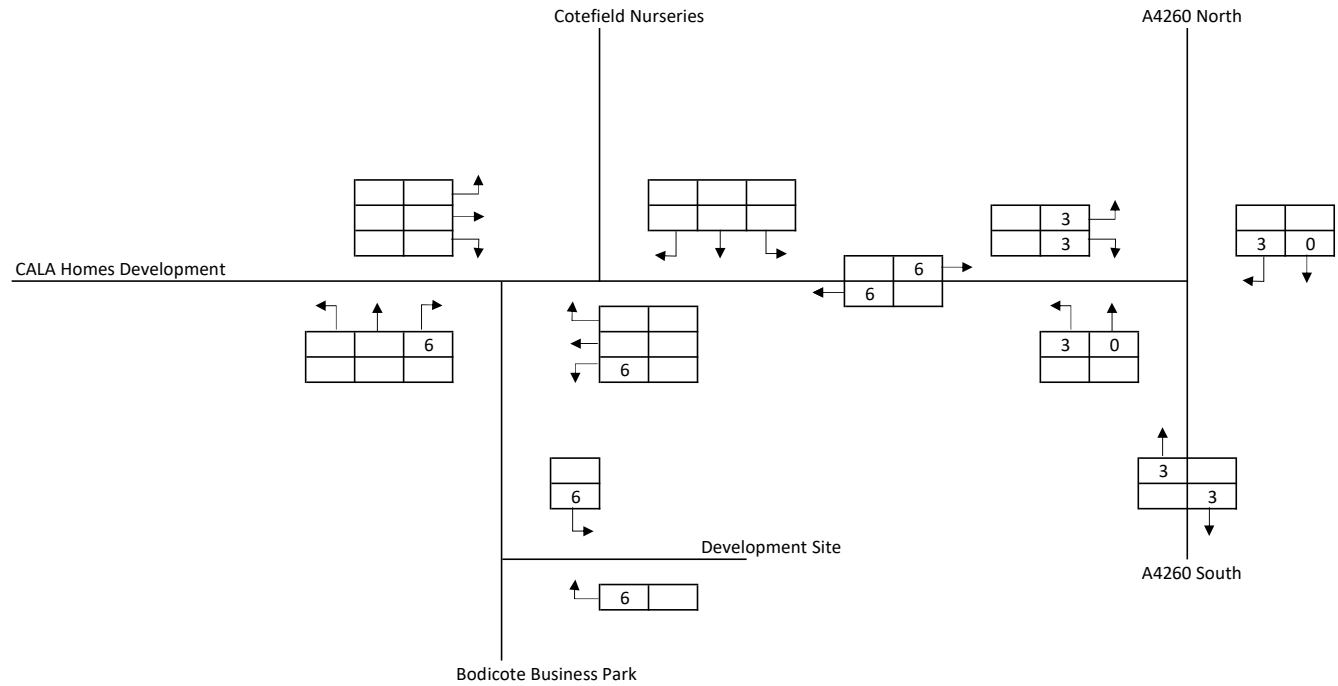 Cotefield Nurseries
A4260 North
3
3
3 0
CALA Homes Development
6
6
6
3 0
6
3
6
3
Development Site
A4260 South
6
Bodicote Business Park